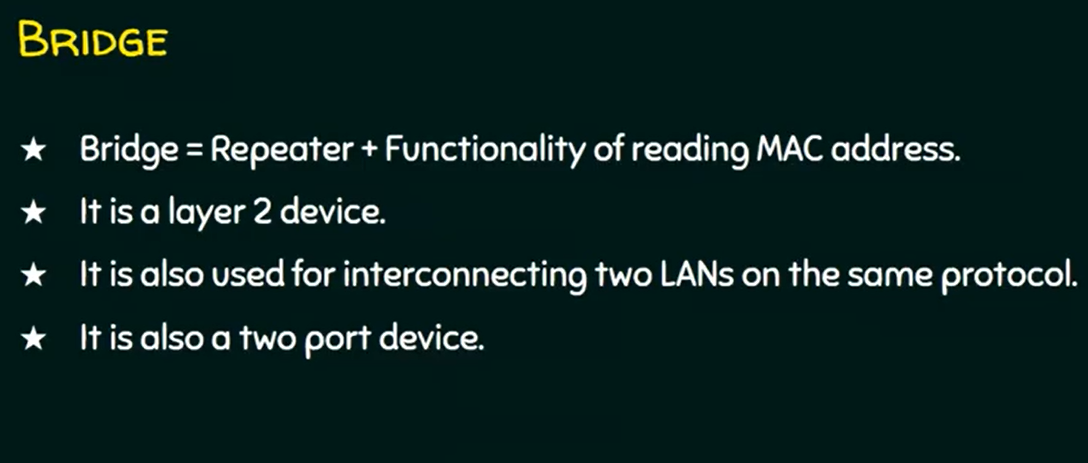 BRIDGE
★ Bridge = Repeater + Functionality of reading MAC address.
★ It is a layer 2 device.
★ It is also used for interconnecting two LANs on the same protocol.
★ It is also a two port device.